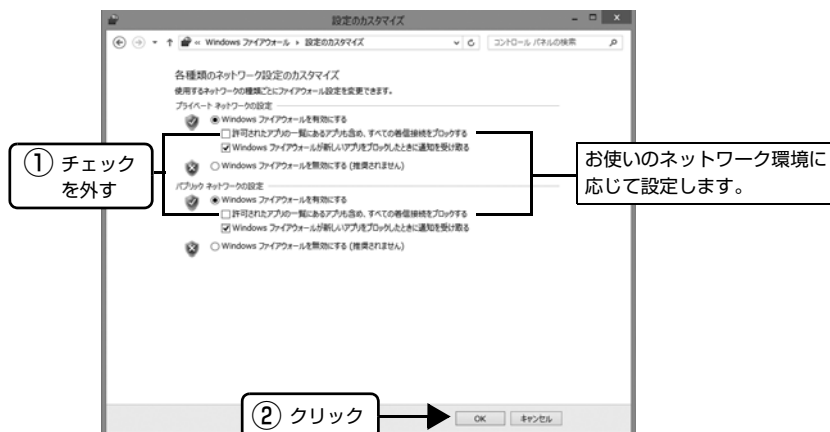 設定のカスタマイズ
Windows ファイアウォール
設定のカスタマイズ
コントロール パネルの検索
各種類のネットワーク設定のカスタマイズ
使用するネットワークの種類ごとにファイアウォール設定を変更できます。
プライベート ネットワークの設定
Windows ファイアウォールを有効にする
許可されたアプリの一覧にあるアプリも含め、すべての着信接続をブロックする
Windows ファイアウォールが新しいアプリをブロックしたときに通知を受け取る
Windows ファイアウォールを無効にする (推奨されません)
パブリック ネットワークの設定
Windows ファイアウォールを有効にする
許可されたアプリの一覧にあるアプリも含め、すべての着信接続をブロックする
Windows ファイアウォールが新しいアプリをブロックしたときに通知を受け取る
Windows ファイアウォールを無効にする (推奨されません)
① チェック
を外す
お使いのネットワーク環境に
応じて設定します。
② クリック
OK
キャンセル